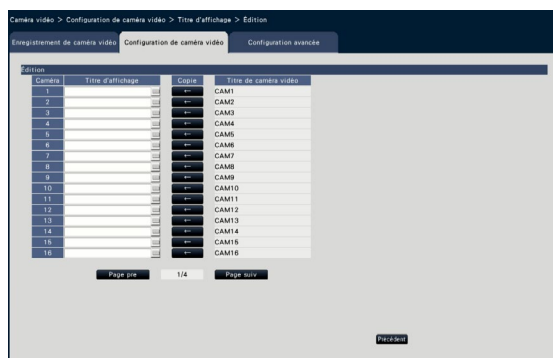 Caméra vidéo > Configuration de caméra vidéo > Titre d'affichage > Édition
Enregistrement de caméra vidéo Configuration de caméra vidéo Configuration avancée
Édition
Caméra Titre d'affichage Copie Titre de caméra vidéo
1 ← CAM1
2 ← CAM2
3 ← CAM3
4 ← CAM4
5 ← CAM5
6 ← CAM6
7 ← CAM7
8 ← CAM8
9 ← CAM9
10 ← CAM10
11 ← CAM11
12 ← CAM12
13 ← CAM13
14 ← CAM14
15 ← CAM15
16 ← CAM16
Page pre 1/4 Page suiv
Précédent